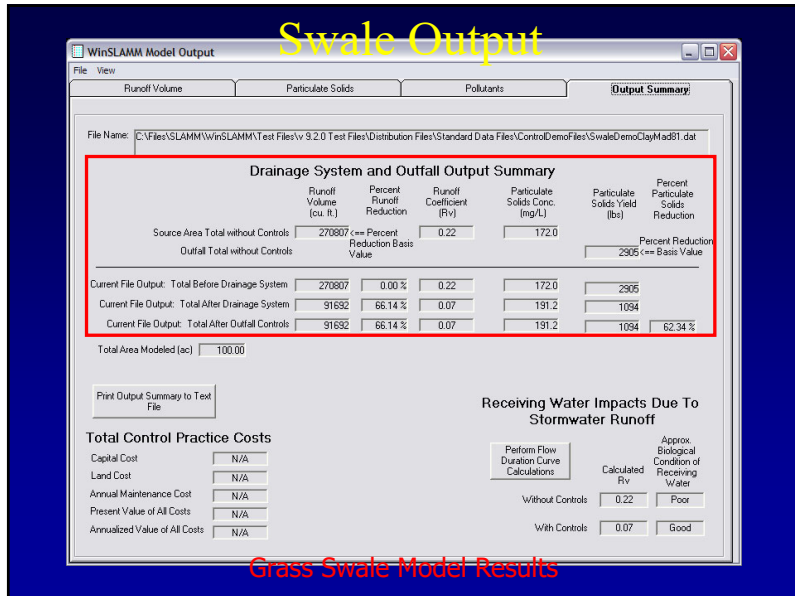 Swale Output
WinSLAMM Model Output
File View
Runoff Volume
Particulate Solids
Pollutants
Output Summary
File Name: C:\Files\SLAMM\WinSLAMM\Test Files\v 9.2.0 Test Files\Distribution Files\Standard Data Files\ControlDemoFiles\SwaleDemoClayMad81.dat
Drainage System and Outfall Output Summary
Runoff Volume (cu. ft.)
Percent Runoff Reduction
Runoff Coefficient (Rv)
Particulate Solids Conc. (mg/L)
Particulate Solids Yield (lbs)
Percent Particulate Solids Reduction
Source Area Total without Controls 270807 <== Percent Reduction Basis Value 0.22 172.0
Outfall Total without Controls 2905 <== Percent Reduction Basis Value
Current File Output: Total Before Drainage System 270807 0.00 % 0.22 172.0 2905
Current File Output: Total After Drainage System 91692 66.14 % 0.07 191.2 1094
Current File Output: Total After Outfall Controls 91692 66.14 % 0.07 191.2 1094 62.34 %
Total Area Modeled (ac) 100.00
Print Output Summary to Text File
Total Control Practice Costs
Capital Cost N/A
Land Cost N/A
Annual Maintenance Cost N/A
Present Value of All Costs N/A
Annualized Value of All Costs N/A
Receiving Water Impacts Due To Stormwater Runoff
Perform Flow Duration Curve Calculations
Calculated Rv
Approx. Biological Condition of Receiving Water
Without Controls 0.22 Poor
With Controls 0.07 Good
Grass Swale Model Results